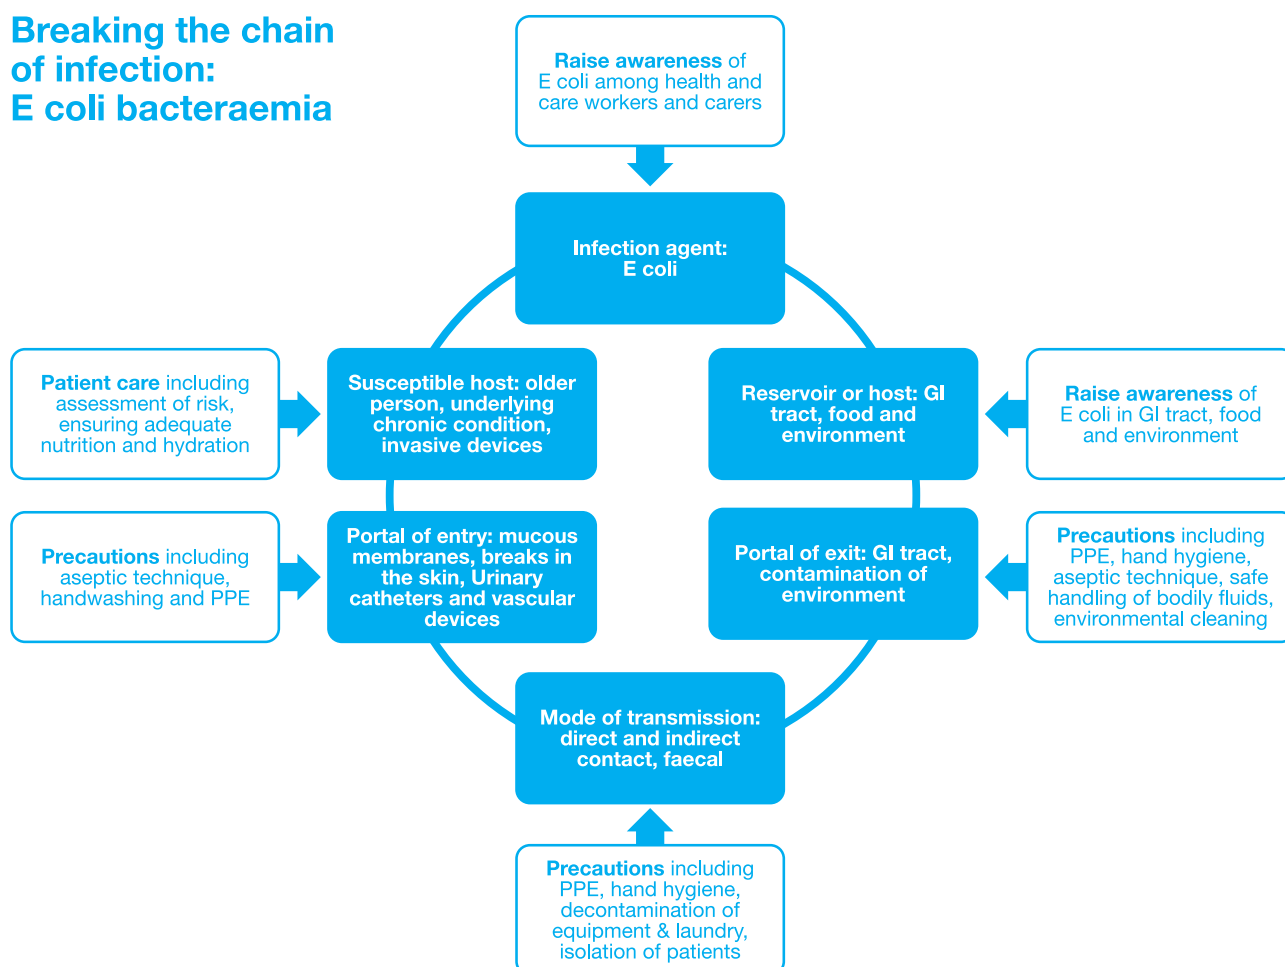 Breaking the chain
of infection:
E coli bacteraemia
Raise awareness of
E coli among health and
care workers and carers
Infection agent:
E coli
Patient care including
assessment of risk,
ensuring adequate
nutrition and hydration
Susceptible host: older
person, underlying
chronic condition,
invasive devices
Reservoir or host: GI
tract, food and
environment
Raise awareness of
E coli in GI tract, food
and environment
Precautions including
aseptic technique,
handwashing and PPE
Portal of entry: mucous
membranes, breaks in
the skin, Urinary
catheters and vascular
devices
Portal of exit: GI tract,
contamination of
environment
Precautions including
PPE, hand hygiene,
aseptic technique, safe
handling of bodily fluids,
environmental cleaning
Mode of transmission:
direct and indirect
contact, faecal
Precautions including
PPE, hand hygiene,
decontamination of
equipment & laundry,
isolation of patients